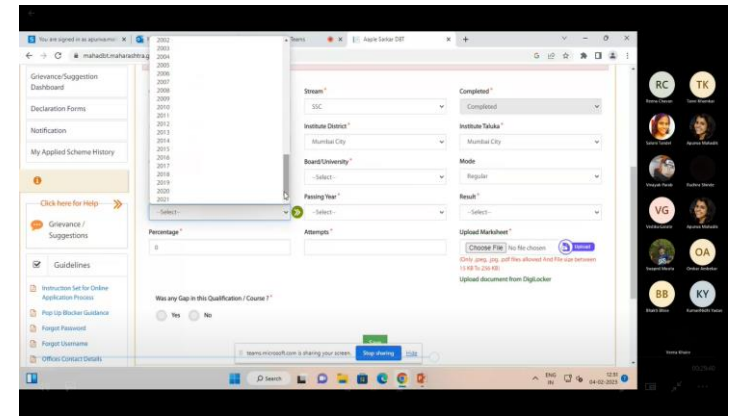 You are signed in as apurvaumoi
Teams
Aaple Sarkar DBT
mahadbt.mahara
Grievance/Suggestion
Dashboard
Declaration Forms
Notification
My Applied Scheme History
Click here for Help
Grievance /
Suggestions
Guidelines
Instruction Set for Online
Application Process
Pop Up Blocker Guidance
Forgot Password
Forgot Username
Offices Contact Details
2002
2003
2004
2005
2006
2007
2008
2009
2010
2011
2012
2013
2014
2015
2016
2017
2018
2019
2020
2021
--Select--
Stream *
SSC
Completed *
Completed
Institute District *
Mumbai City
Institute Taluka *
Mumbai City
Board/University *
--Select--
Mode
Regular
Passing Year *
--Select--
Result *
--Select--
Percentage *
0
Attempts *
Upload Marksheet *
Choose File No file chosen
Upload
(Only .jpeg, .jpg, .pdf files allowed And File size between
15 KB To 256 KB)
Upload document from DigiLocker
Was any Gap in this Qualification / Course ? *
Yes No
Save
teams.microsoft.com is sharing your screen.
Stop sharing
Hide
Search
ENG
IN
12:33
04-02-2023
RC
TK
VG
OA
BB
KY